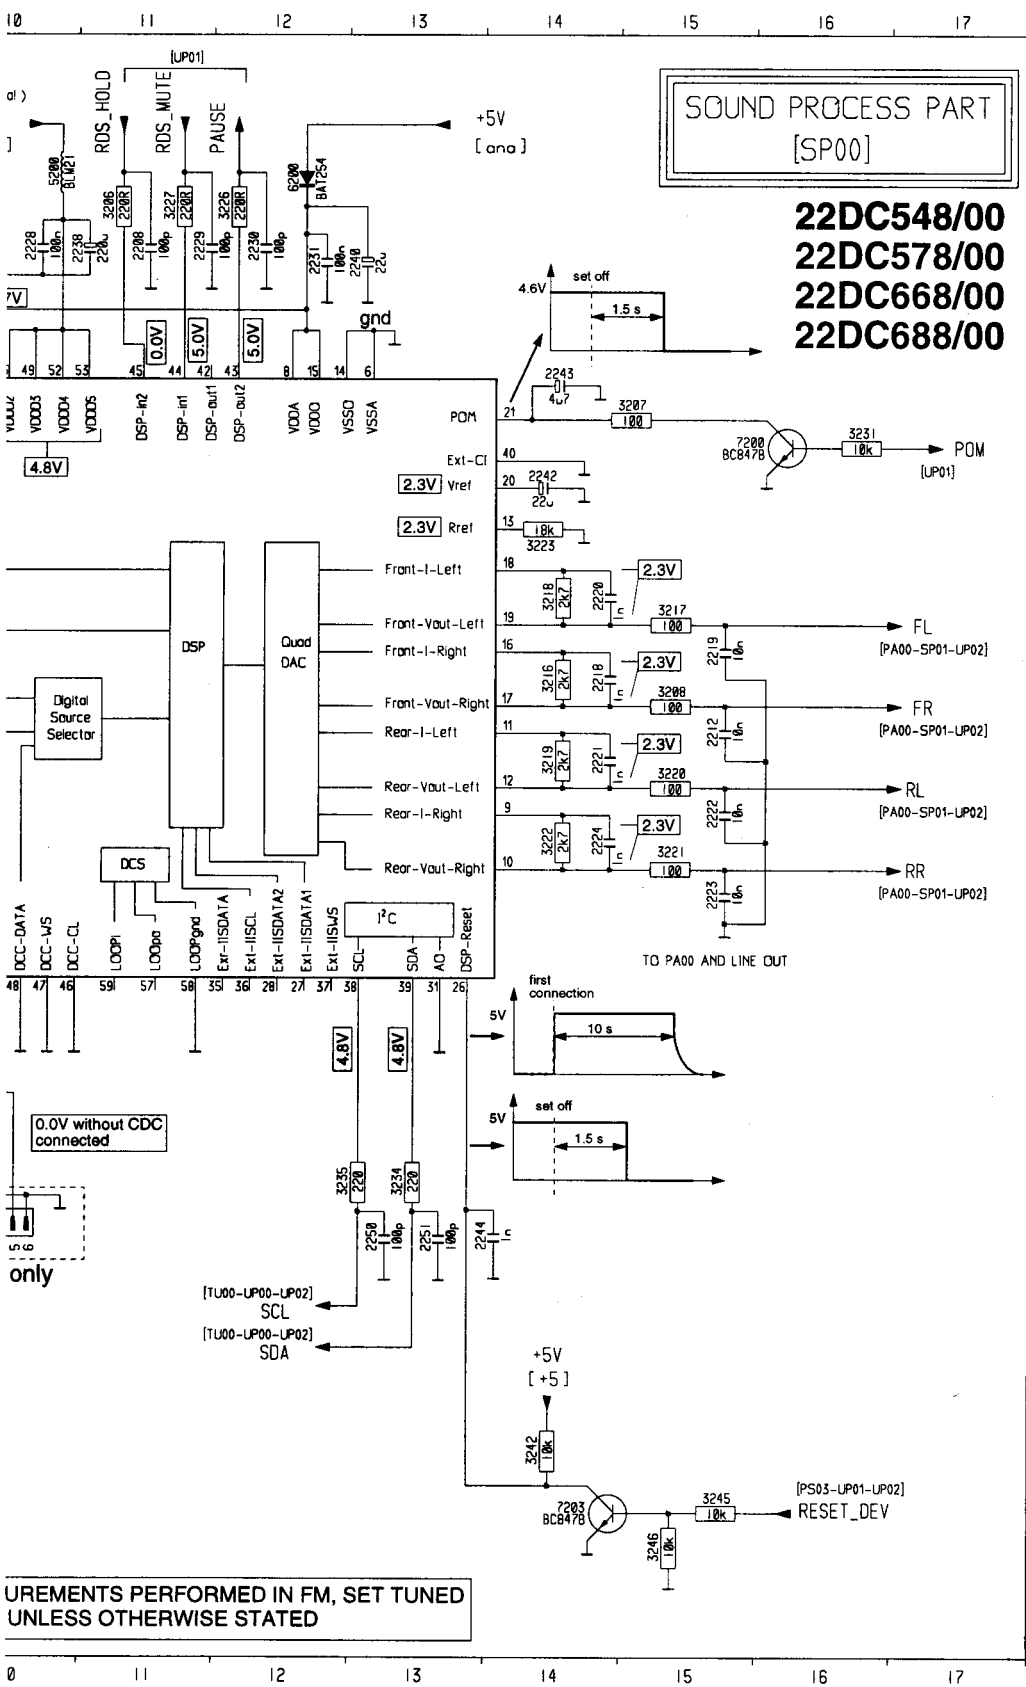 10 11 12 13 14 15 16 17
SOUND PROCESS PART
[SP00]
22DC548/00
22DC578/00
22DC668/00
22DC688/00
[UP01]
RDS_HOLD
RDS_MUTE
PAUSE
+5V
[ana]
a!)
]
5200
BLM21
3206
220R
3227
220R
3226
220R
6200
BAT254
2228
100n
2238
220u
2208
100p
2229
100p
2230
100p
2231
100n
2240
22u
7V
0.0V
5.0V
5.0V
gnd
4.6V
set off
1.5 s
49 52 53 45 44 42 43 8 15 14 6
VDDD2
VDDD3
VDDD4
VDDD5
DSP-in2
DSP-in1
DSP-out1
DSP-out2
VDDA
VDDO
VSSO
VSSA
4.8V
POM
21
2243
4u7
3207
100
7200
BC847B
3231
10k
POM
[UP01]
Ext-Cl
40
2.3V
Vref
20
2242
22u
2.3V
Rref
13
18k
3223
Front-I-Left
18
3218
2k7
2220
1n
2.3V
Front-Vout-Left
19
3217
100
2219
10n
FL
[PA00-SP01-UP02]
Front-I-Right
16
3216
2k7
2218
1n
2.3V
Front-Vout-Right
17
3208
100
2212
10n
FR
[PA00-SP01-UP02]
Rear-I-Left
11
3219
2k7
2221
1n
2.3V
Rear-Vout-Left
12
3220
100
2222
10n
RL
[PA00-SP01-UP02]
Rear-I-Right
9
3222
2k7
2224
1n
2.3V
Rear-Vout-Right
10
3221
100
2223
10n
RR
[PA00-SP01-UP02]
TO PA00 AND LINE OUT
DSP
Quad
DAC
Digital
Source
Selector
DCS
I²C
DCC-DATA
DCC-WS
DCC-CL
LOOPI
LOOPo
LOOPgnd
Exr-IISDATA
Ext-IISCL
Ext-IISDATA2
Ext-IISDATA1
Ext-IISWS
SCL
SDA
AO
DSP-Reset
48 47 46 59 57 58 35 36 28 27 37 38 39 31 26
4.8V
4.8V
first
connection
5V
10 s
set off
5V
1.5 s
0.0V without CDC
connected
5 6
only
3235
220
3234
220
2250
100p
2251
100p
2244
1n
[TU00-UP00-UP02]
SCL
[TU00-UP00-UP02]
SDA
+5V
[+5]
3242
10k
7203
BC847B
3245
10k
3246
10k
[PS03-UP01-UP02]
RESET_DEV
UREMENTS PERFORMED IN FM, SET TUNED
UNLESS OTHERWISE STATED
0 11 12 13 14 15 16 17